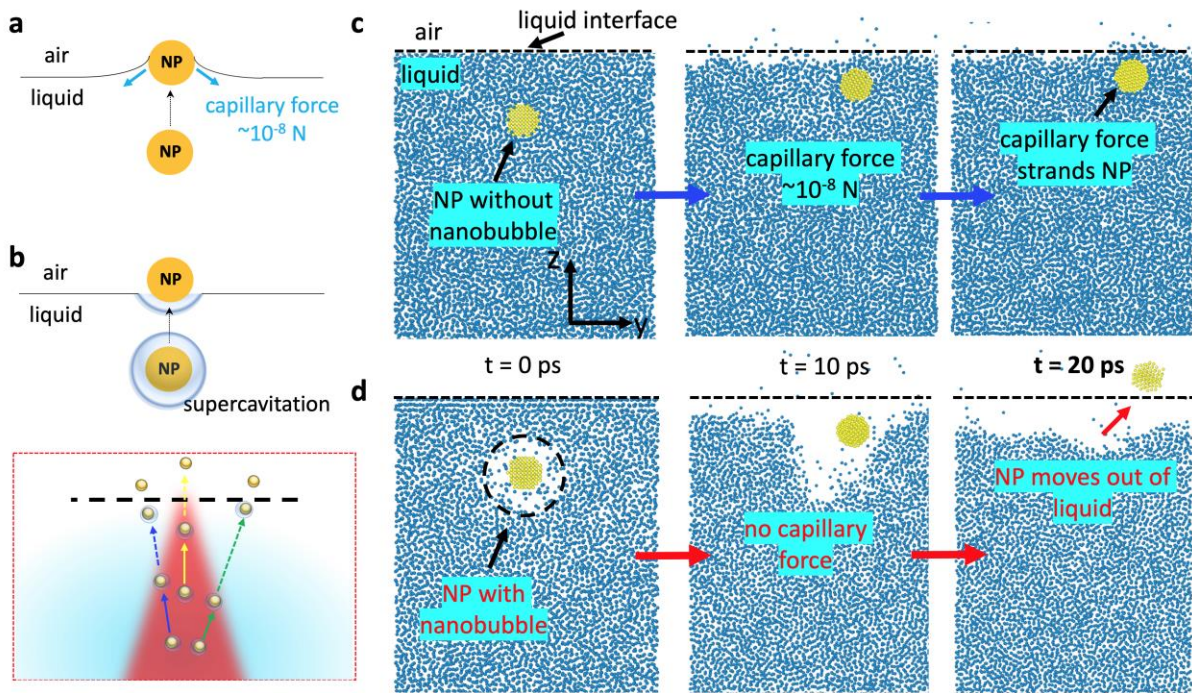 a
air
liquid
NP
capillary force
~10⁻⁸ N
NP
b
air
liquid
NP
NP
supercavitation
c
air
liquid interface
liquid
NP without
nanobubble
z
y
capillary force
~10⁻⁸ N
capillary force
strands NP
t = 0 ps
t = 10 ps
t = 20 ps
d
NP with
nanobubble
no capillary
force
NP moves out of
liquid